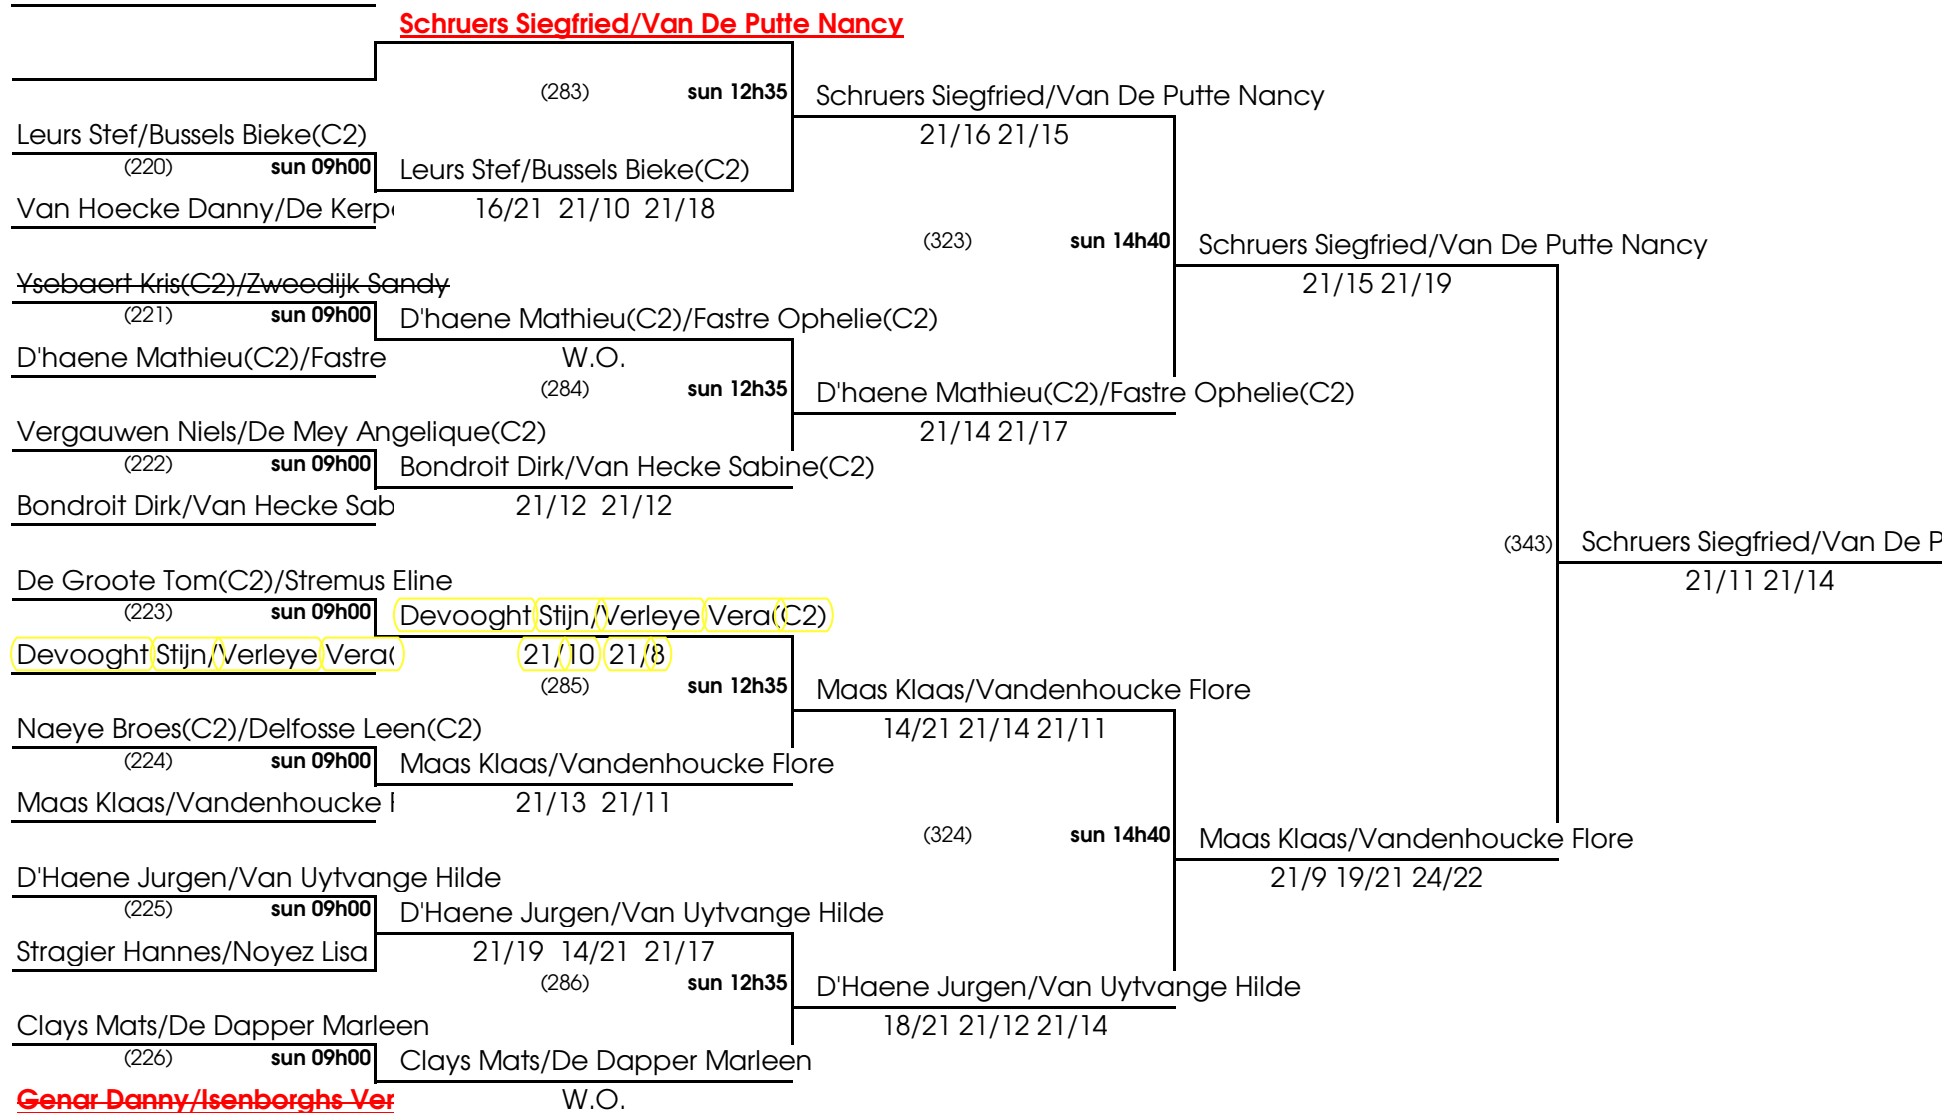 Schruers Siegfried/Van De Putte Nancy
(283) sun 12h35 Schruers Siegfried/Van De Putte Nancy
Leurs Stef/Bussels Bieke(C2) 21/16 21/15
(220) sun 09h00 Leurs Stef/Bussels Bieke(C2)
Van Hoecke Danny/De Kerp 16/21 21/10 21/18
(323) sun 14h40 Schruers Siegfried/Van De Putte Nancy
Ysebaert Kris(C2)/Zweedijk Sandy 21/15 21/19
(221) sun 09h00 D'haene Mathieu(C2)/Fastre Ophelie(C2)
D'haene Mathieu(C2)/Fastre W.O.
(284) sun 12h35 D'haene Mathieu(C2)/Fastre Ophelie(C2)
Vergauwen Niels/De Mey Angelique(C2) 21/14 21/17
(222) sun 09h00 Bondroit Dirk/Van Hecke Sabine(C2)
Bondroit Dirk/Van Hecke Sab 21/12 21/12
(343) Schruers Siegfried/Van De P
De Groote Tom(C2)/Stremus Eline 21/11 21/14
(223) sun 09h00 Devooght Stijn/Verleye Vera(C2)
Devooght Stijn/Verleye Vera( 21/10 21/8
(285) sun 12h35 Maas Klaas/Vandenhoucke Flore
Naeye Broes(C2)/Delfosse Leen(C2) 14/21 21/14 21/11
(224) sun 09h00 Maas Klaas/Vandenhoucke Flore
Maas Klaas/Vandenhoucke F 21/13 21/11
(324) sun 14h40 Maas Klaas/Vandenhoucke Flore
D'Haene Jurgen/Van Uytvange Hilde 21/9 19/21 24/22
(225) sun 09h00 D'Haene Jurgen/Van Uytvange Hilde
Stragier Hannes/Noyez Lisa 21/19 14/21 21/17
(286) sun 12h35 D'Haene Jurgen/Van Uytvange Hilde
Clays Mats/De Dapper Marleen 18/21 21/12 21/14
(226) sun 09h00 Clays Mats/De Dapper Marleen
Genar Danny/Isenborghs Ver W.O.